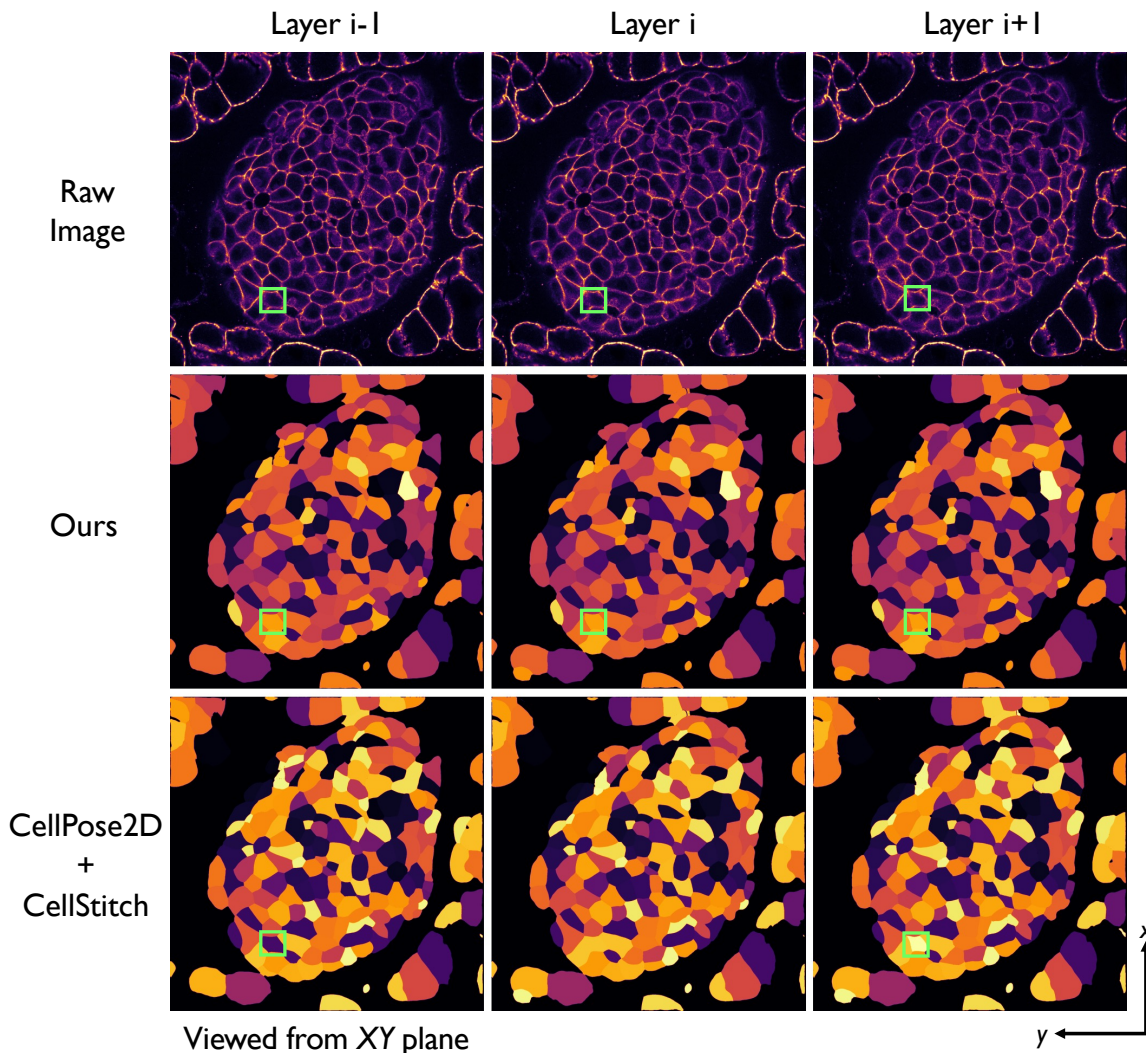 Layer i-1
Layer i
Layer i+1
Raw
Image
Ours
CellPose2D
+
CellStitch
x
y
Viewed from XY plane